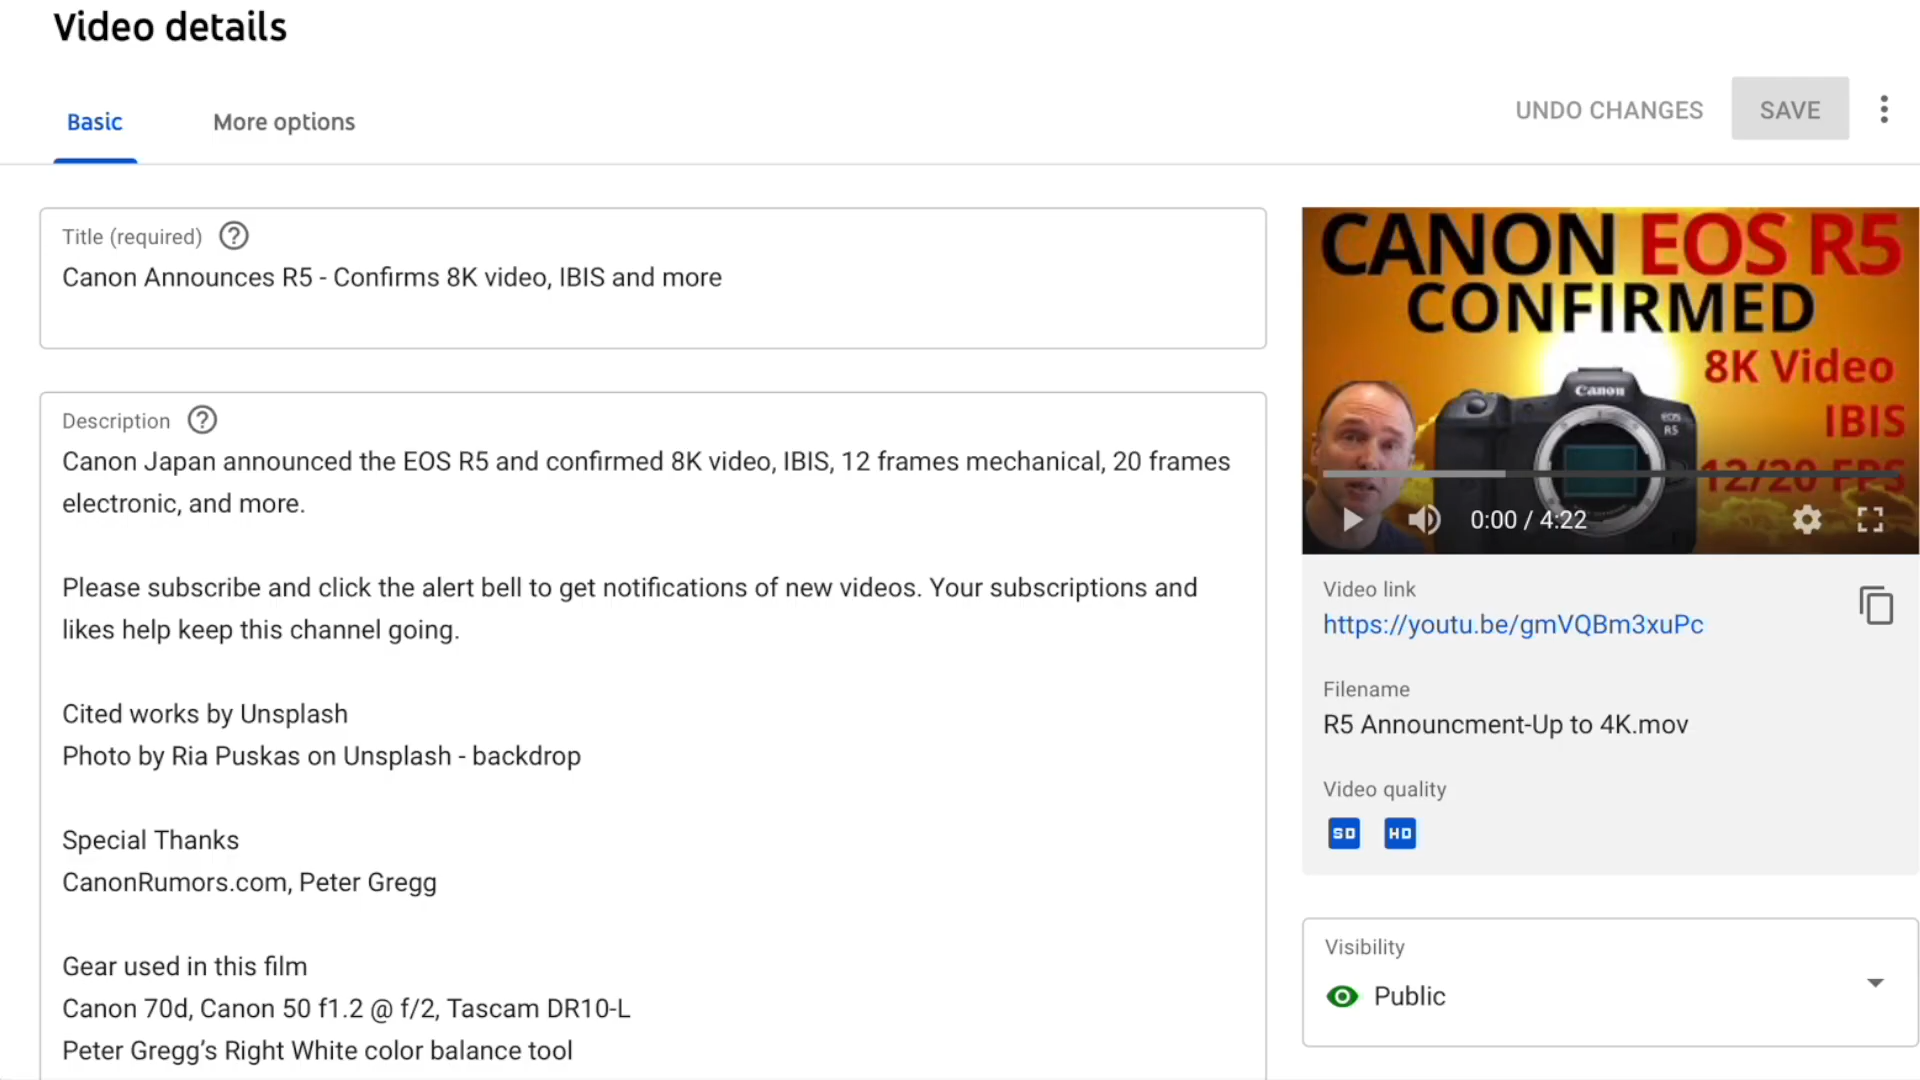 Video details
Basic
More options
UNDO CHANGES
SAVE
Title (required)
Canon Announces R5 - Confirms 8K video, IBIS and more
Description
Canon Japan announced the EOS R5 and confirmed 8K video, IBIS, 12 frames mechanical, 20 frames
electronic, and more.
Please subscribe and click the alert bell to get notifications of new videos. Your subscriptions and
likes help keep this channel going.
Cited works by Unsplash
Photo by Ria Puskas on Unsplash - backdrop
Special Thanks
CanonRumors.com, Peter Gregg
Gear used in this film
Canon 70d, Canon 50 f1.2 @ f/2, Tascam DR10-L
Peter Gregg’s Right White color balance tool
CANON EOS R5
CONFIRMED
8K Video
IBIS
12/20 FPS
Canon
EOS
R5
0:00 / 4:22
Video link
https://youtu.be/gmVQBm3xuPc
Filename
R5 Announcment-Up to 4K.mov
Video quality
SD
HD
Visibility
Public